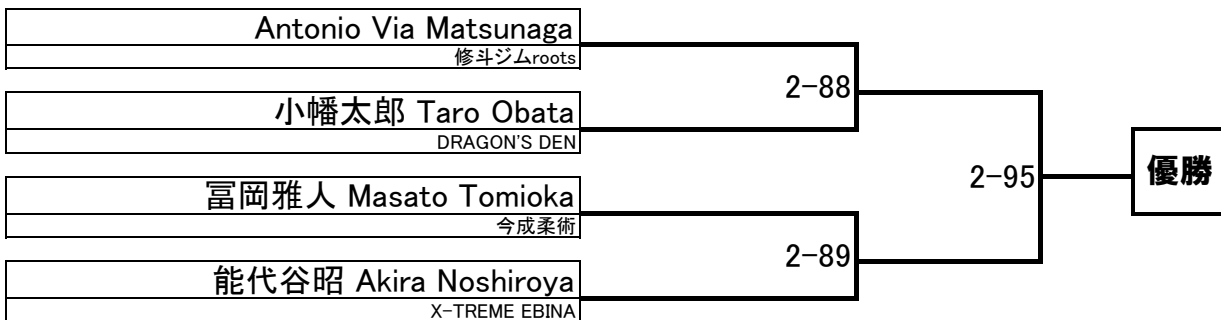 Antonio Via Matsunaga
修斗ジムroots
2-88
小幡太郎 Taro Obata
DRAGON'S DEN
2-95
優勝
冨岡雅人 Masato Tomioka
今成柔術
2-89
能代谷昭 Akira Noshiroya
X-TREME EBINA